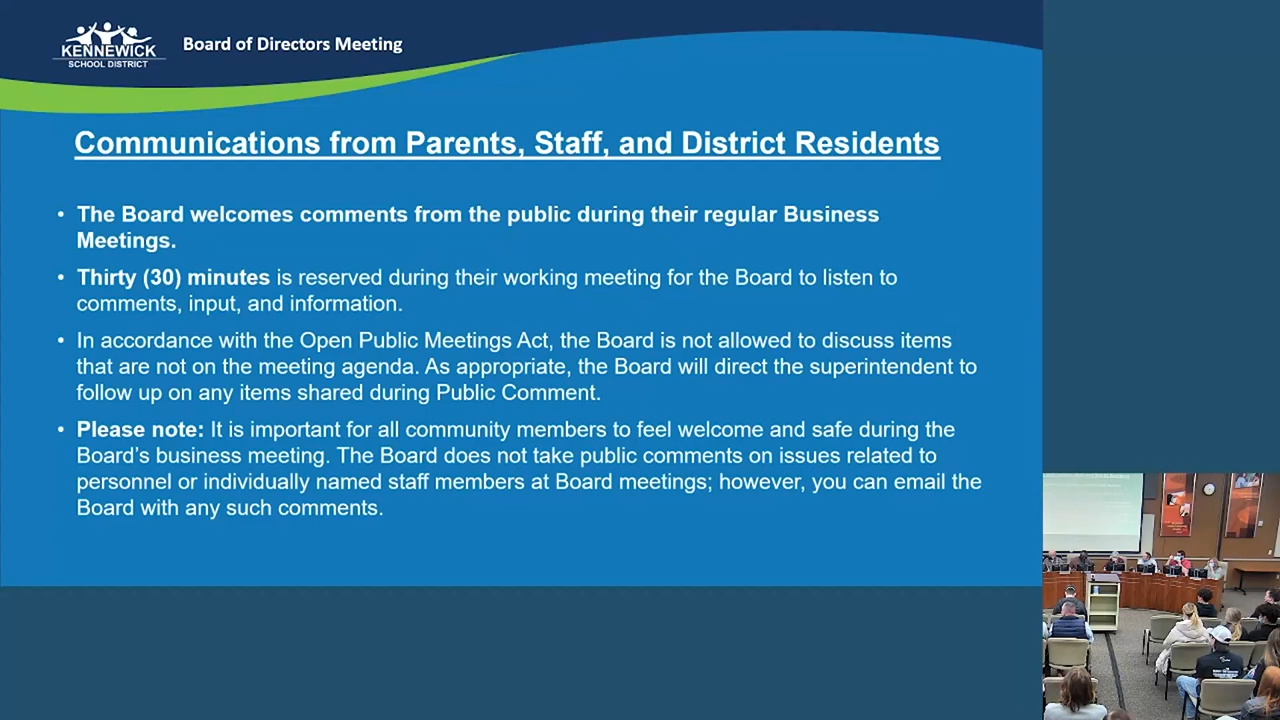 KENNEWICK
SCHOOL DISTRICT
Board of Directors Meeting
Communications from Parents, Staff, and District Residents
• The Board welcomes comments from the public during their regular Business
Meetings.
• Thirty (30) minutes is reserved during their working meeting for the Board to listen to
comments, input, and information.
• In accordance with the Open Public Meetings Act, the Board is not allowed to discuss items
that are not on the meeting agenda. As appropriate, the Board will direct the superintendent to
follow up on any items shared during Public Comment.
• Please note: It is important for all community members to feel welcome and safe during the
Board’s business meeting. The Board does not take public comments on issues related to
personnel or individually named staff members at Board meetings; however, you can email the
Board with any such comments.